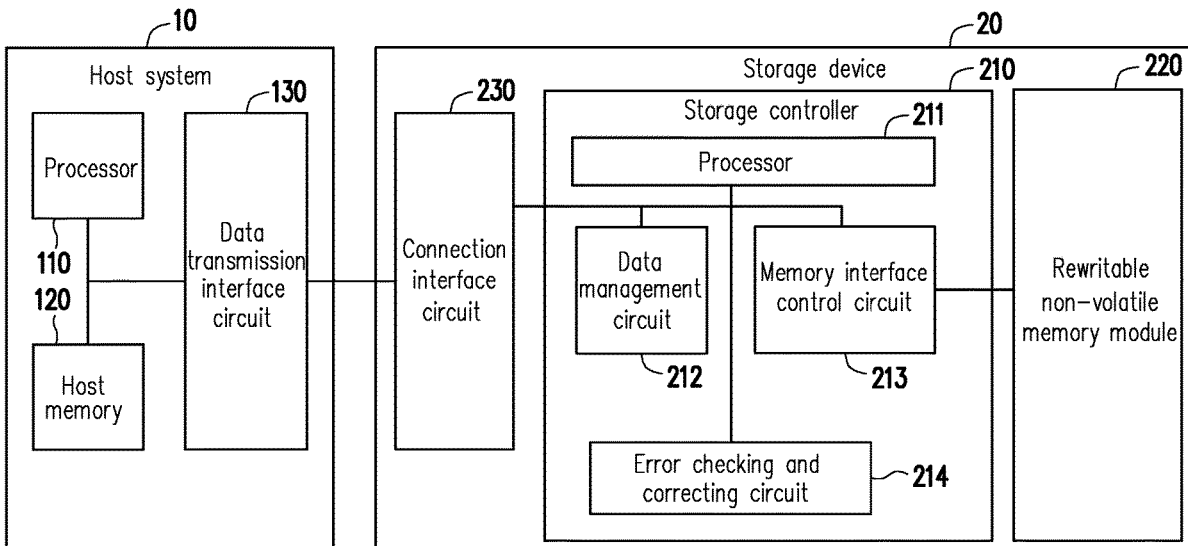 10
Host system
130
Processor
110
120
Data
transmission
interface
circuit
Host
memory
20
Storage device
230
Connection
interface
circuit
210
Storage controller
211
Processor
Data
management
circuit
212
Memory interface
control circuit
213
Error checking and
correcting circuit
214
220
Rewritable
non-volatile
memory module